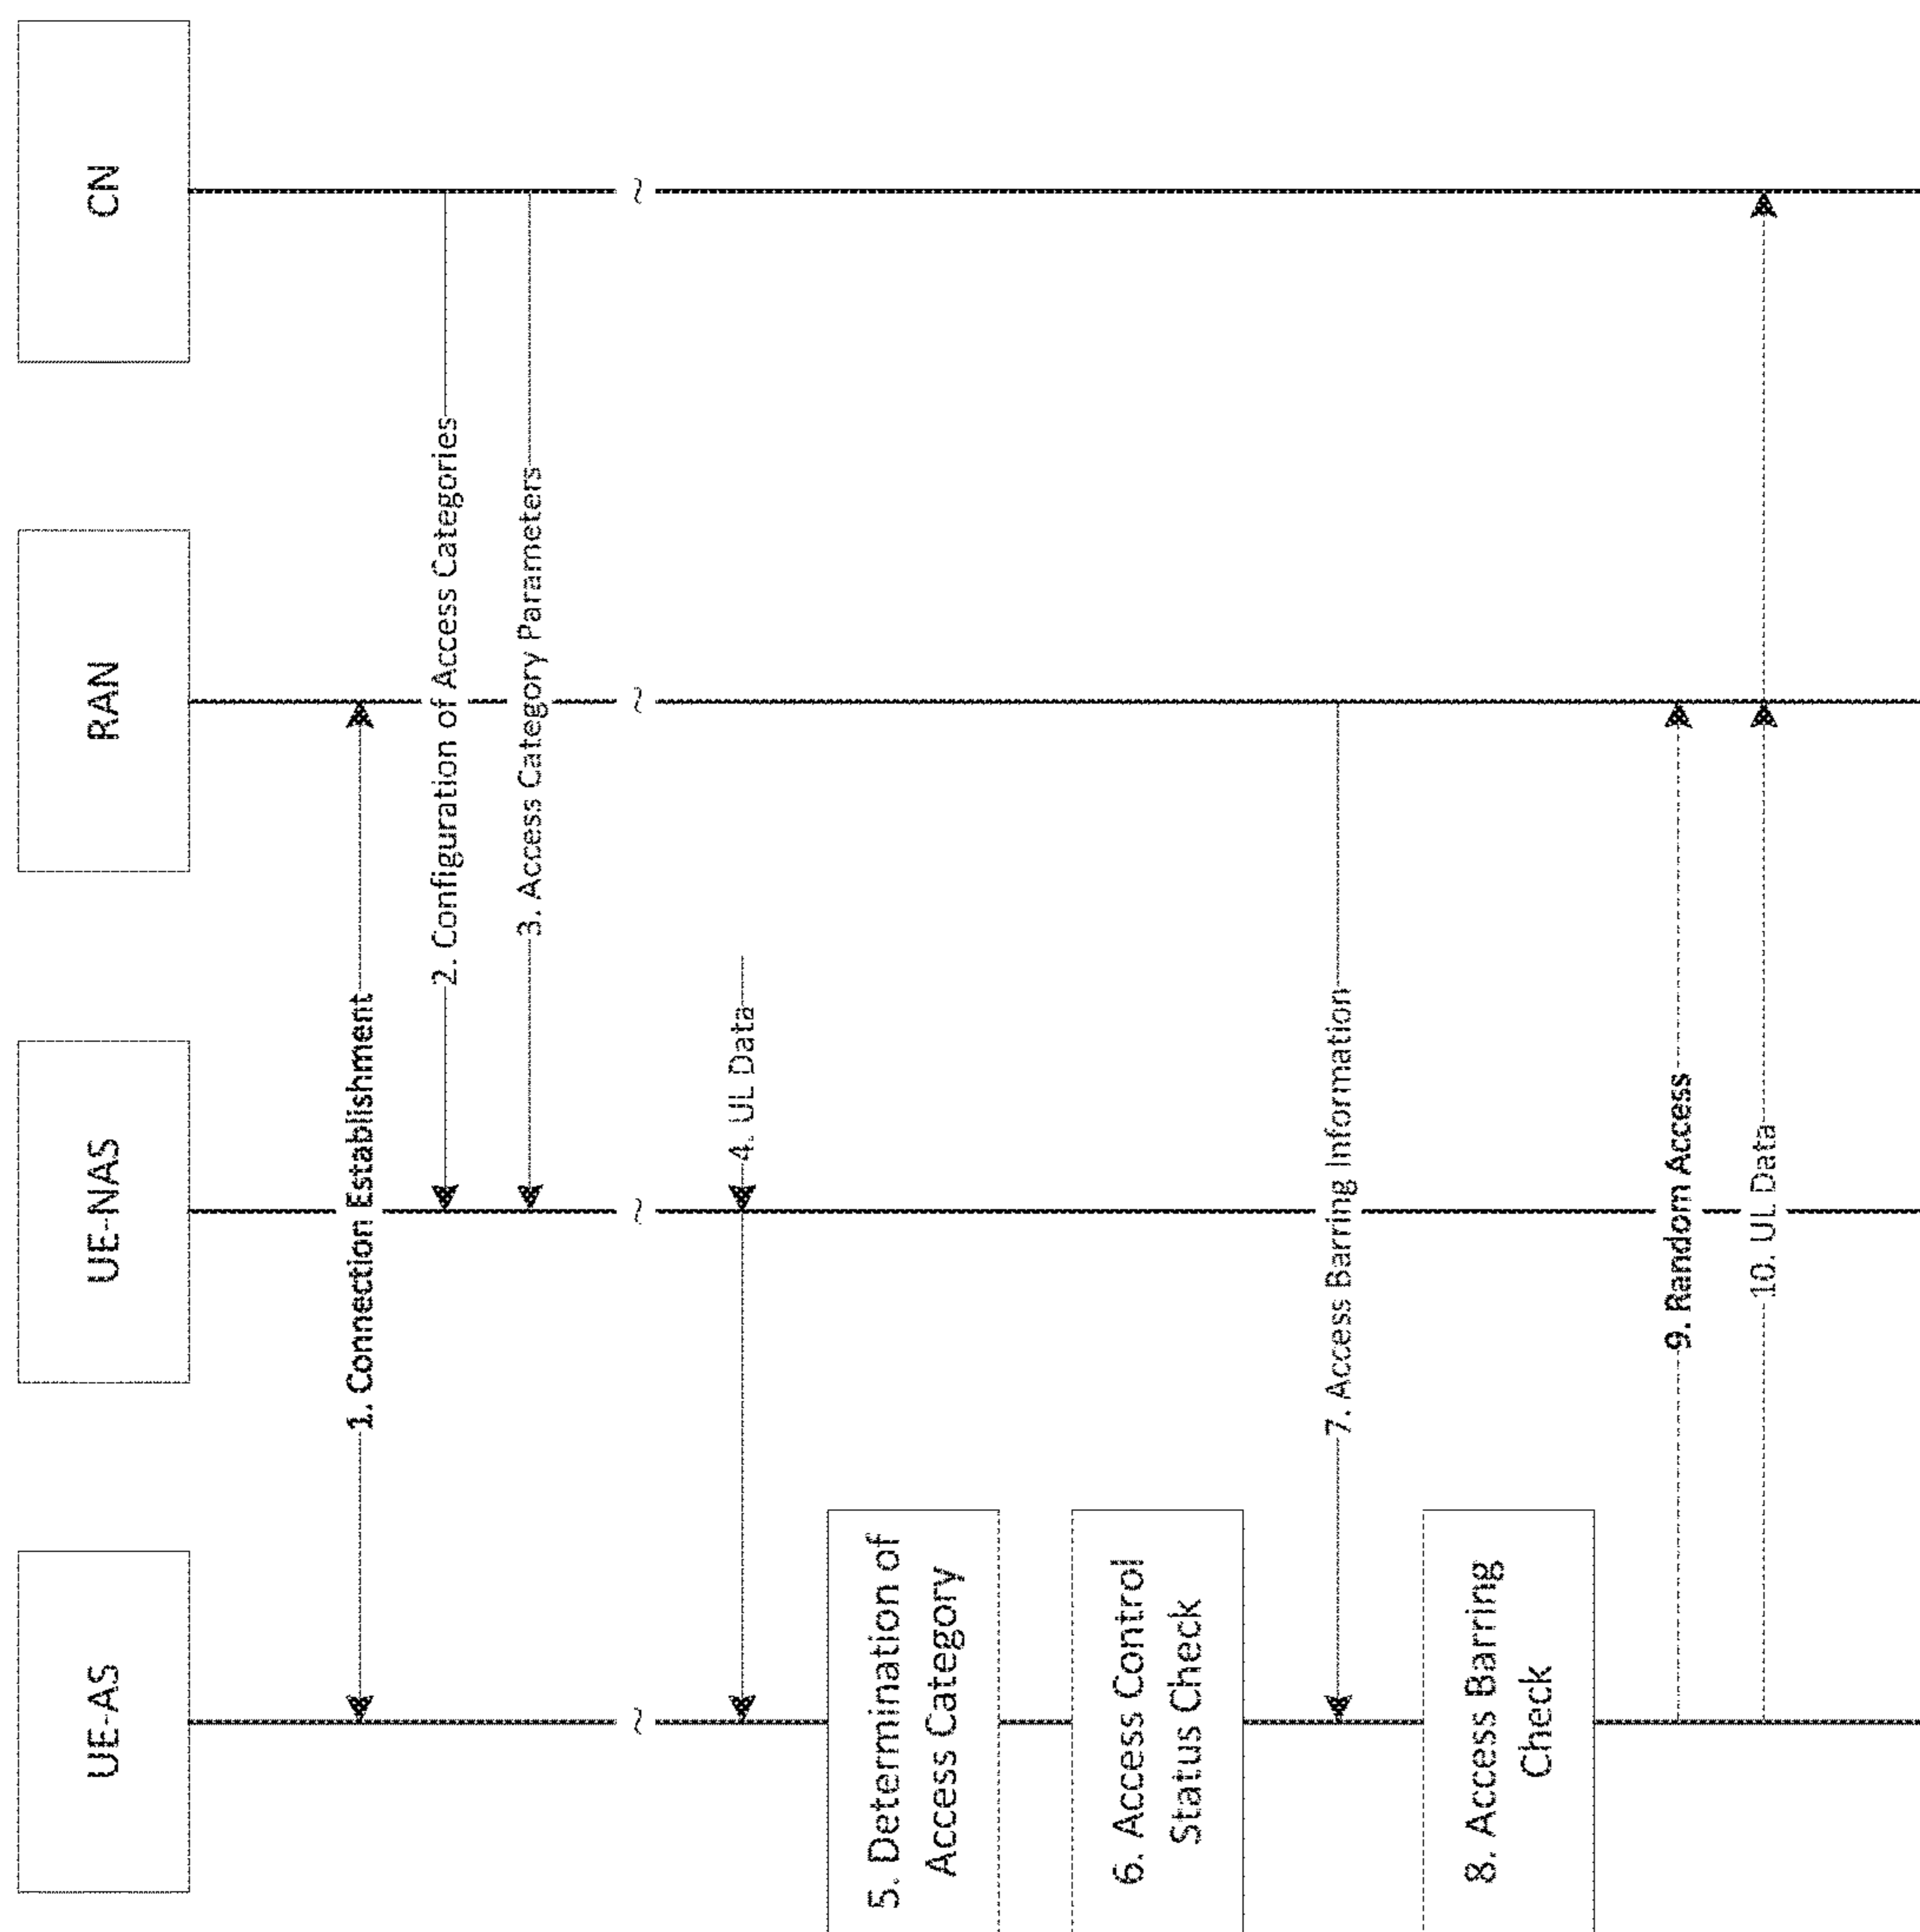 UE-AS
UE-NAS
RAN
CN
1. Connection Establishment
2. Configuration of Access Categories
3. Access Category Parameters
4. UL Data
5. Determination of
Access Category
6. Access Control
Status Check
7. Access Barring Information
8. Access Barring
Check
9. Random Access
10. UL Data